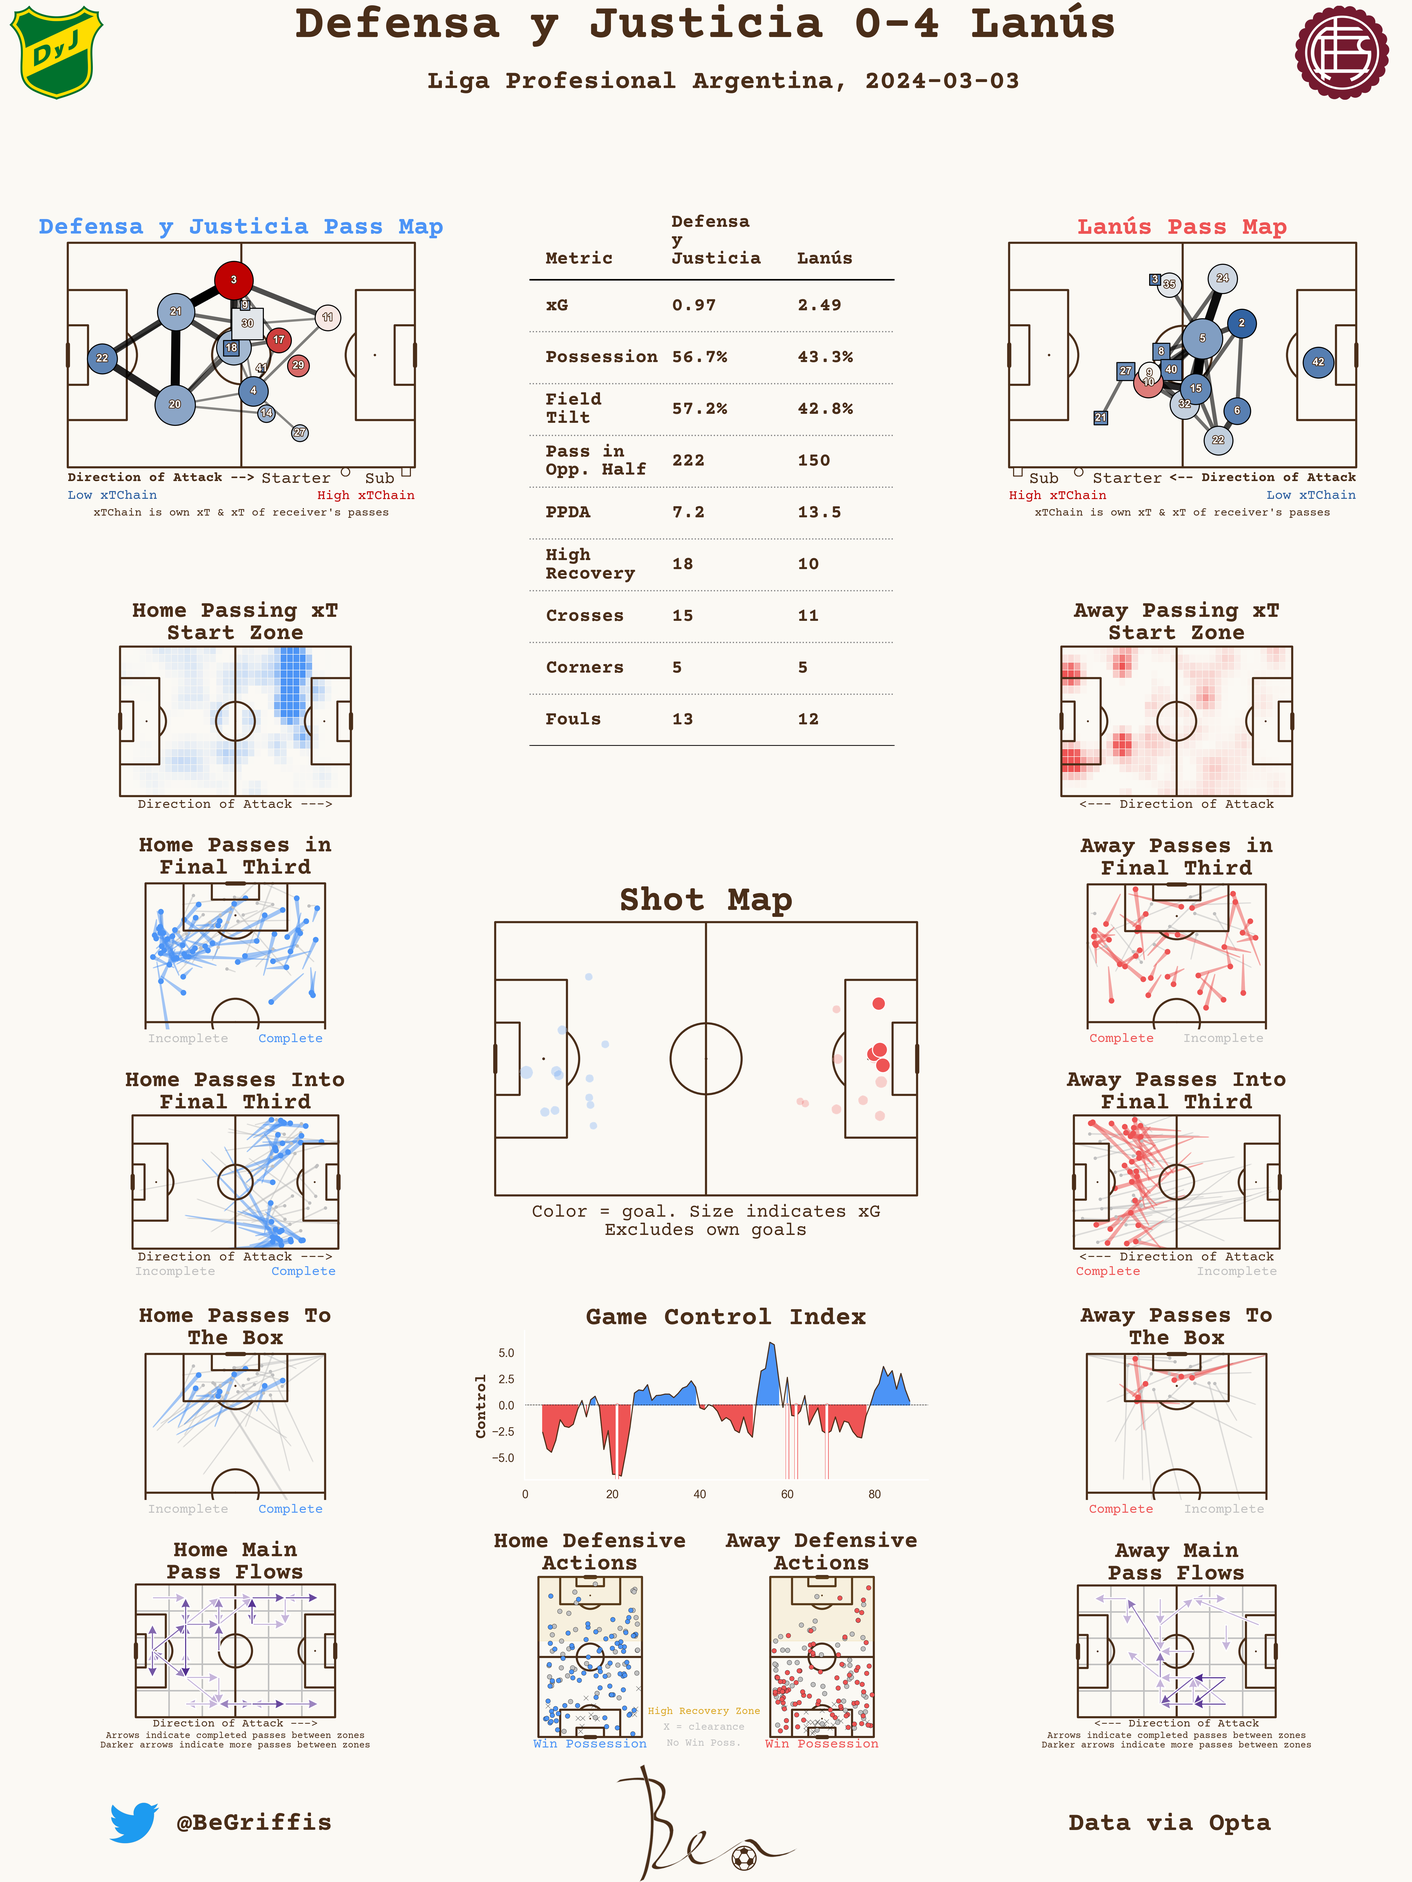 Defensa y Justicia 0-4 Lanús
Liga Profesional Argentina, 2024-03-03
DyJ
Defensa y Justicia Pass Map
3
9
21
30
11
17
18
22
29
41
4
20
14
27
Direction of Attack --> Starter Sub
Low xTChain High xTChain
xTChain is own xT & xT of receiver's passes
Defensa
y
Metric Justicia Lanús
xG 0.97 2.49
Possession 56.7% 43.3%
Field
Tilt 57.2% 42.8%
Pass in
Opp. Half 222 150
PPDA 7.2 13.5
High
Recovery 18 10
Crosses 15 11
Corners 5 5
Fouls 13 12
Lanús Pass Map
3
35
24
2
5
8
42
27
9
40
10
15
32
21
6
22
Sub Starter <-- Direction of Attack
High xTChain Low xTChain
xTChain is own xT & xT of receiver's passes
Home Passing xT
Start Zone
Direction of Attack --->
Away Passing xT
Start Zone
<--- Direction of Attack
Home Passes in
Final Third
Incomplete Complete
Away Passes in
Final Third
Complete Incomplete
Shot Map
Color = goal. Size indicates xG
Excludes own goals
Home Passes Into
Final Third
Direction of Attack --->
Incomplete Complete
Away Passes Into
Final Third
<--- Direction of Attack
Complete Incomplete
Home Passes To
The Box
Incomplete Complete
Game Control Index
Control
5.0
2.5
0.0
−2.5
−5.0
0 20 40 60 80
Away Passes To
The Box
Complete Incomplete
Home Main
Pass Flows
Direction of Attack --->
Arrows indicate completed passes between zones
Darker arrows indicate more passes between zones
Home Defensive
Actions
Win Possession
Away Defensive
Actions
Win Possession
High Recovery Zone
X = clearance
No Win Poss.
Away Main
Pass Flows
<--- Direction of Attack
Arrows indicate completed passes between zones
Darker arrows indicate more passes between zones
@BeGriffis
Ben
Data via Opta